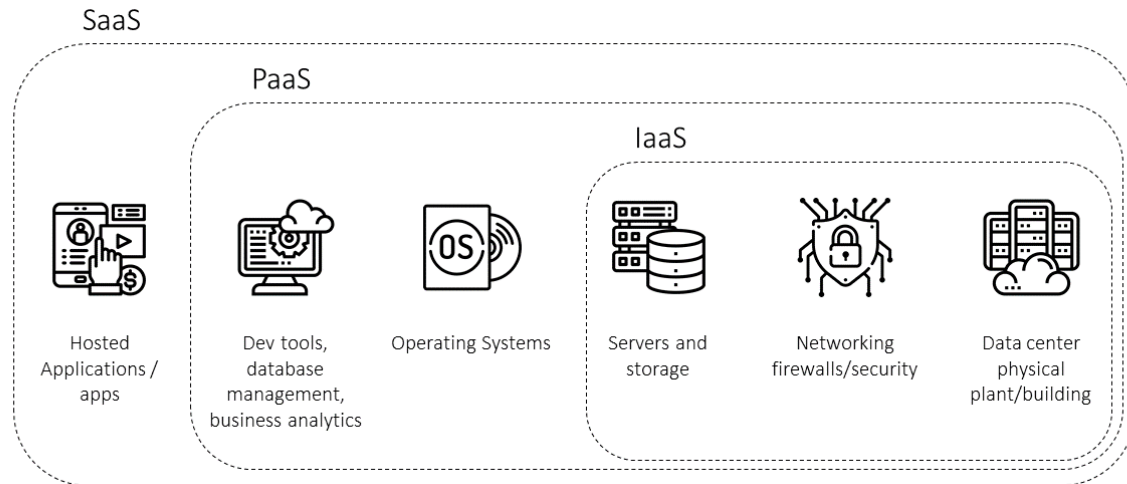 SaaS
PaaS
IaaS
OS
Hosted
Applications /
apps
Dev tools,
database
management,
business analytics
Operating Systems
Servers and
storage
Networking
firewalls/security
Data center
physical
plant/building
$